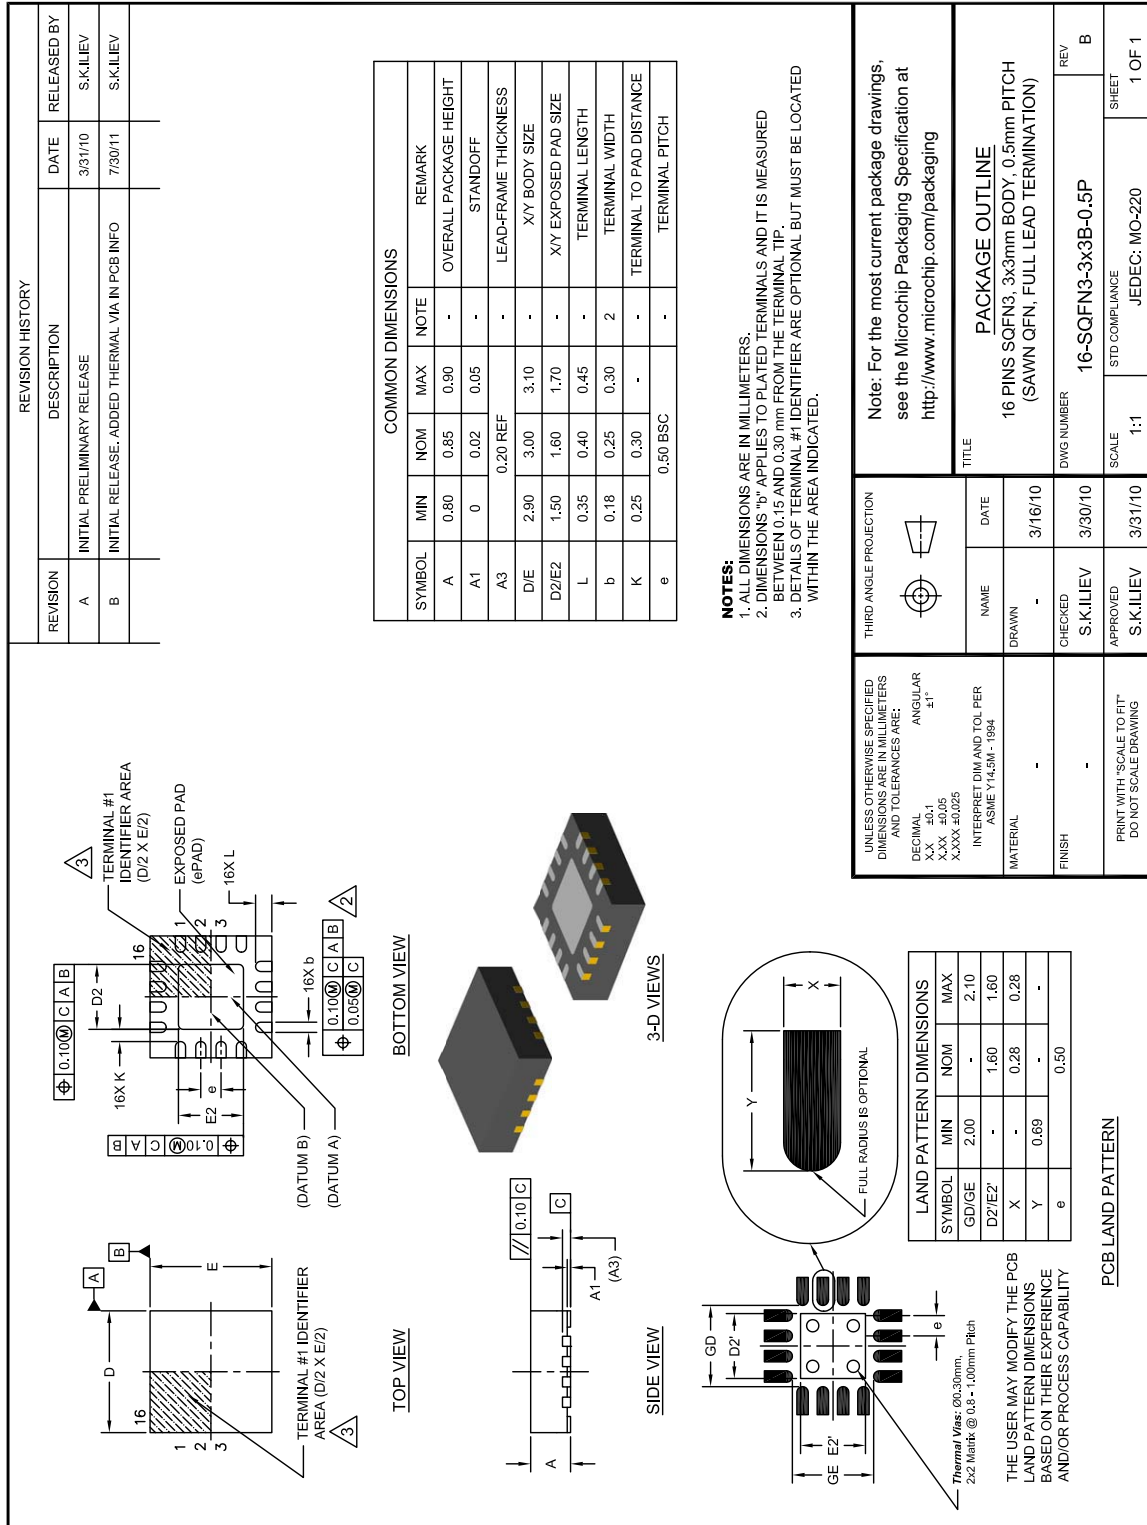 REVISION HISTORY
REVISION DESCRIPTION DATE RELEASED BY
A INITIAL PRELIMINARY RELEASE 3/31/10 S.K.ILIEV
B INITIAL RELEASE. ADDED THERMAL VIA IN PCB INFO 7/30/11 S.K.ILIEV
D
E
A
B
16
1
2
3
TERMINAL #1 IDENTIFIER
AREA (D/2 X E/2)
3
TOP VIEW
0.10 Ⓜ C A B
D2
16X K
E2
e
0.10 Ⓜ C A B
(DATUM B)
(DATUM A)
16
1
2
3
3
TERMINAL #1
IDENTIFIER AREA
(D/2 X E/2)
EXPOSED PAD
(ePAD)
16X L
16X b
0.10 Ⓜ C A B
0.05 Ⓜ C
2
BOTTOM VIEW
// 0.10 C
C
A
A1
(A3)
SIDE VIEW
3-D VIEWS
COMMON DIMENSIONS
SYMBOL MIN NOM MAX NOTE REMARK
A 0.80 0.85 0.90 - OVERALL PACKAGE HEIGHT
A1 0 0.02 0.05 - STANDOFF
A3 0.20 REF - LEAD-FRAME THICKNESS
D/E 2.90 3.00 3.10 - X/Y BODY SIZE
D2/E2 1.50 1.60 1.70 - X/Y EXPOSED PAD SIZE
L 0.35 0.40 0.45 - TERMINAL LENGTH
b 0.18 0.25 0.30 2 TERMINAL WIDTH
K 0.25 0.30 - - TERMINAL TO PAD DISTANCE
e 0.50 BSC - TERMINAL PITCH
NOTES:
1. ALL DIMENSIONS ARE IN MILLIMETERS.
2. DIMENSIONS "b" APPLIES TO PLATED TERMINALS AND IT IS MEASURED
BETWEEN 0.15 AND 0.30 mm FROM THE TERMINAL TIP.
3. DETAILS OF TERMINAL #1 IDENTIFIER ARE OPTIONAL BUT MUST BE LOCATED
WITHIN THE AREA INDICATED.
GD
D2'
GE
E2'
e
Thermal Vias: Ø0.30mm,
2x2 Matrix @ 0.8 - 1.00mm Pitch
Y
X
FULL RADIUS IS OPTIONAL
THE USER MAY MODIFY THE PCB
LAND PATTERN DIMENSIONS
BASED ON THEIR EXPERIENCE
AND/OR PROCESS CAPABILITY
LAND PATTERN DIMENSIONS
SYMBOL MIN NOM MAX
GD/GE 2.00 - 2.10
D2'/E2' - 1.60 1.60
X - 0.28 0.28
Y 0.69 - -
e 0.50
PCB LAND PATTERN
UNLESS OTHERWISE SPECIFIED
DIMENSIONS ARE IN MILLIMETERS
AND TOLERANCES ARE:
DECIMAL ANGULAR
X.X ±0.1 ±1°
X.XX ±0.05
X.XXX ±0.025
INTERPRET DIM AND TOL PER
ASME Y14.5M - 1994
MATERIAL
-
FINISH
-
PRINT WITH "SCALE TO FIT"
DO NOT SCALE DRAWING
THIRD ANGLE PROJECTION
NAME DATE
DRAWN
- 3/16/10
CHECKED
S.K.ILIEV 3/30/10
APPROVED
S.K.ILIEV 3/31/10
Note: For the most current package drawings,
see the Microchip Packaging Specification at
http://www.microchip.com/packaging
TITLE
PACKAGE OUTLINE
16 PINS SQFN3, 3x3mm BODY, 0.5mm PITCH
(SAWN QFN, FULL LEAD TERMINATION)
DWG NUMBER
16-SQFN3-3x3B-0.5P
REV
B
SCALE
1:1
STD COMPLIANCE
JEDEC: MO-220
SHEET
1 OF 1